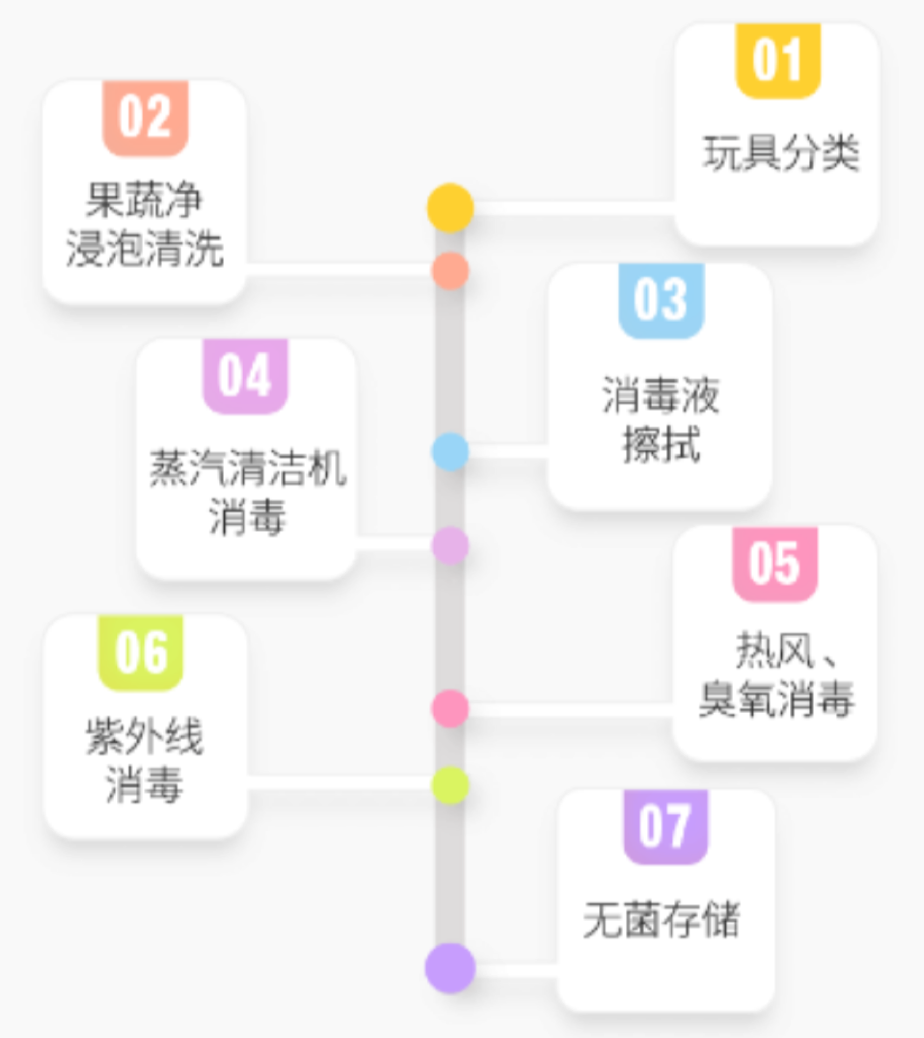 01
玩具分类
02
果蔬净
浸泡清洗
03
消毒液
擦拭
04
蒸汽清洁机
消毒
05
热风、
臭氧消毒
06
紫外线
消毒
07
无菌存储